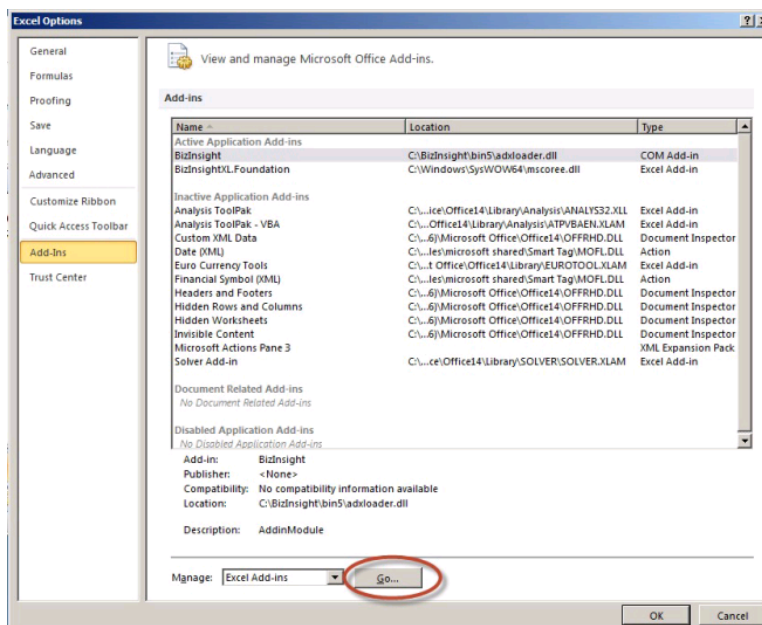 Excel Options
General
Formulas
Proofing
Save
Language
Advanced
Customize Ribbon
Quick Access Toolbar
Add-Ins
Trust Center
View and manage Microsoft Office Add-ins.
Add-ins
Name Location Type
Active Application Add-ins
BizInsight C:\BizInsight\bin5\adxloader.dll COM Add-in
BizInsightXL.Foundation C:\Windows\SysWOW64\mscoree.dll Excel Add-in
Inactive Application Add-ins
Analysis ToolPak C:\...ice\Office14\Library\Analysis\ANALYS32.XLL Excel Add-in
Analysis ToolPak - VBA C:\...Office14\Library\Analysis\ATPVBAEN.XLAM Excel Add-in
Custom XML Data C:\...6)\Microsoft Office\Office14\OFFRHD.DLL Document Inspector
Date (XML) C:\...les\microsoft shared\Smart Tag\MOFL.DLL Action
Euro Currency Tools C:\...t Office\Office14\Library\EUROTOOL.XLAM Excel Add-in
Financial Symbol (XML) C:\...les\microsoft shared\Smart Tag\MOFL.DLL Action
Headers and Footers C:\...6)\Microsoft Office\Office14\OFFRHD.DLL Document Inspector
Hidden Rows and Columns C:\...6)\Microsoft Office\Office14\OFFRHD.DLL Document Inspector
Hidden Worksheets C:\...6)\Microsoft Office\Office14\OFFRHD.DLL Document Inspector
Invisible Content C:\...6)\Microsoft Office\Office14\OFFRHD.DLL Document Inspector
Microsoft Actions Pane 3 XML Expansion Pack
Solver Add-in C:\...ce\Office14\Library\SOLVER\SOLVER.XLAM Excel Add-in
Document Related Add-ins
No Document Related Add-ins
Disabled Application Add-ins
No Disabled Application Add-ins
Add-in: BizInsight
Publisher: <None>
Compatibility: No compatibility information available
Location: C:\BizInsight\bin5\adxloader.dll
Description: AddinModule
Manage: Excel Add-ins Go...
OK Cancel